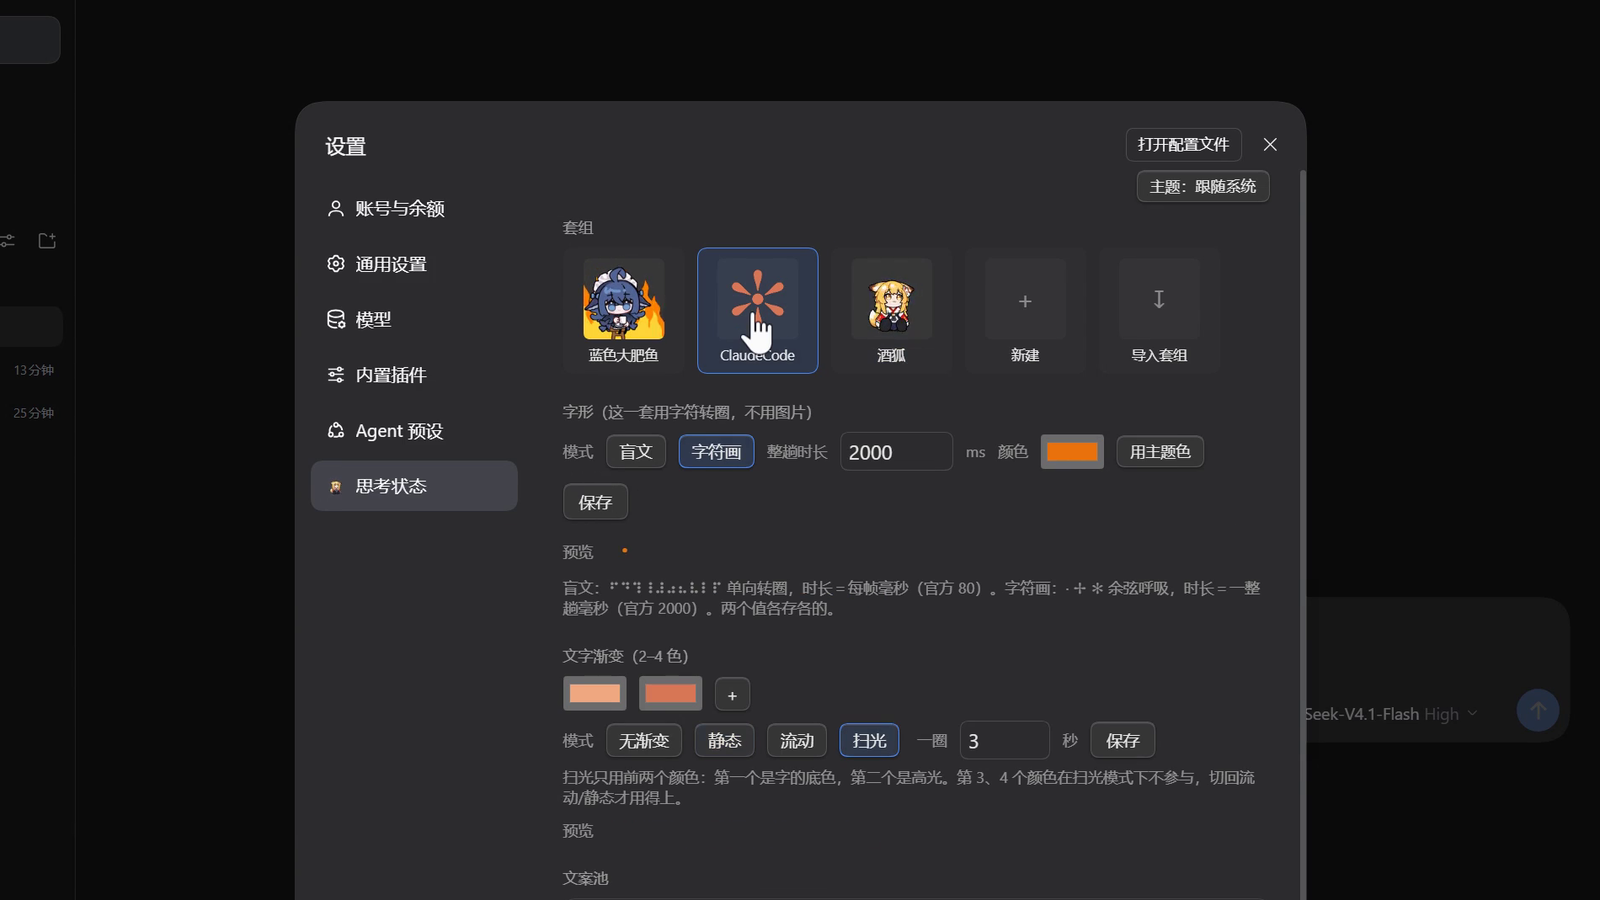 设置
打开配置文件
主题：跟随系统
账号与余额
通用设置
模型
内置插件
Agent 预设
思考状态
13分钟
25分钟
套组
蓝色大肥鱼
ClaudeCode
酒狐
新建
导入套组
字形（这一套用字符转圈，不用图片）
模式 盲文 字符画 整趟时长 2000 ms 颜色 用主题色
保存
预览
盲文：⠋⠙⠹⠸⠼⠴⠦⠧⠇⠏ 单向转圈，时长＝每帧毫秒（官方 80）。字符画：· ✢ ✻ 余弦呼吸，时长＝一整
趟毫秒（官方 2000）。两个值各存各的。
文字渐变（2–4 色）
+
模式 无渐变 静态 流动 扫光 一圈 3 秒 保存
扫光只用前两个颜色：第一个是字的底色，第二个是高光。第 3、4 个颜色在扫光模式下不参与，切回流
动/静态才用得上。
预览
文案池
Seek-V4.1-Flash High